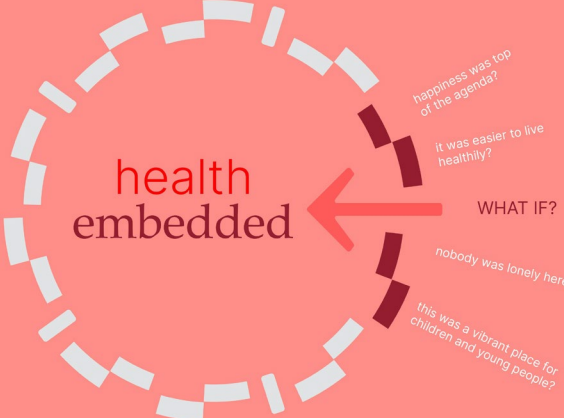 happiness was top
of the agenda?
it was easier to live
healthily?
health
embedded
WHAT IF?
nobody was lonely here
this was a vibrant place for
children and young people?